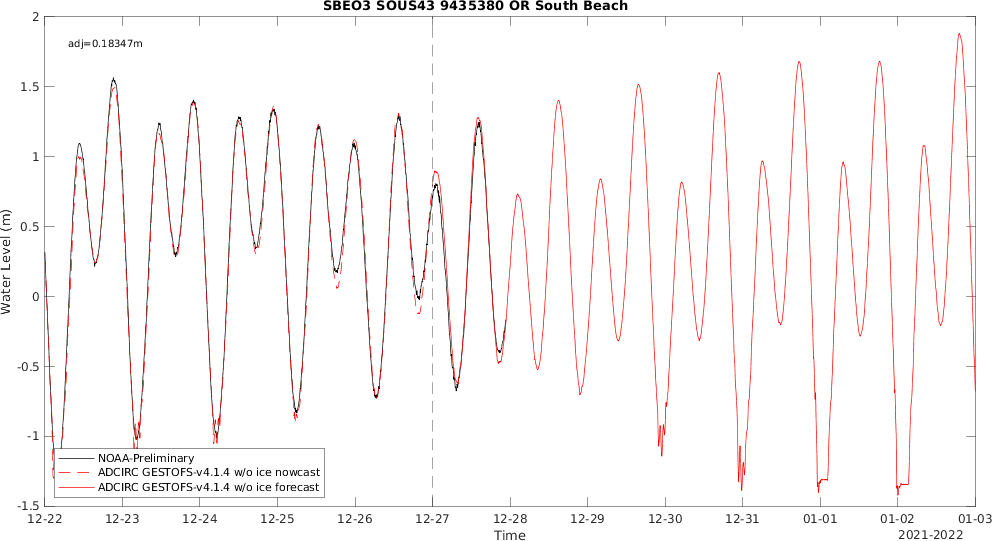 SBEO3 SOUS43 9435380 OR South Beach
adj=0.18347m
2
1.5
1
0.5
0
-0.5
-1
-1.5
Water Level (m)
NOAA-Preliminary
ADCIRC GESTOFS-v4.1.4 w/o ice nowcast
ADCIRC GESTOFS-v4.1.4 w/o ice forecast
12-22 12-23 12-24 12-25 12-26 12-27 12-28 12-29 12-30 12-31 01-01 01-02 01-03
Time
2021-2022